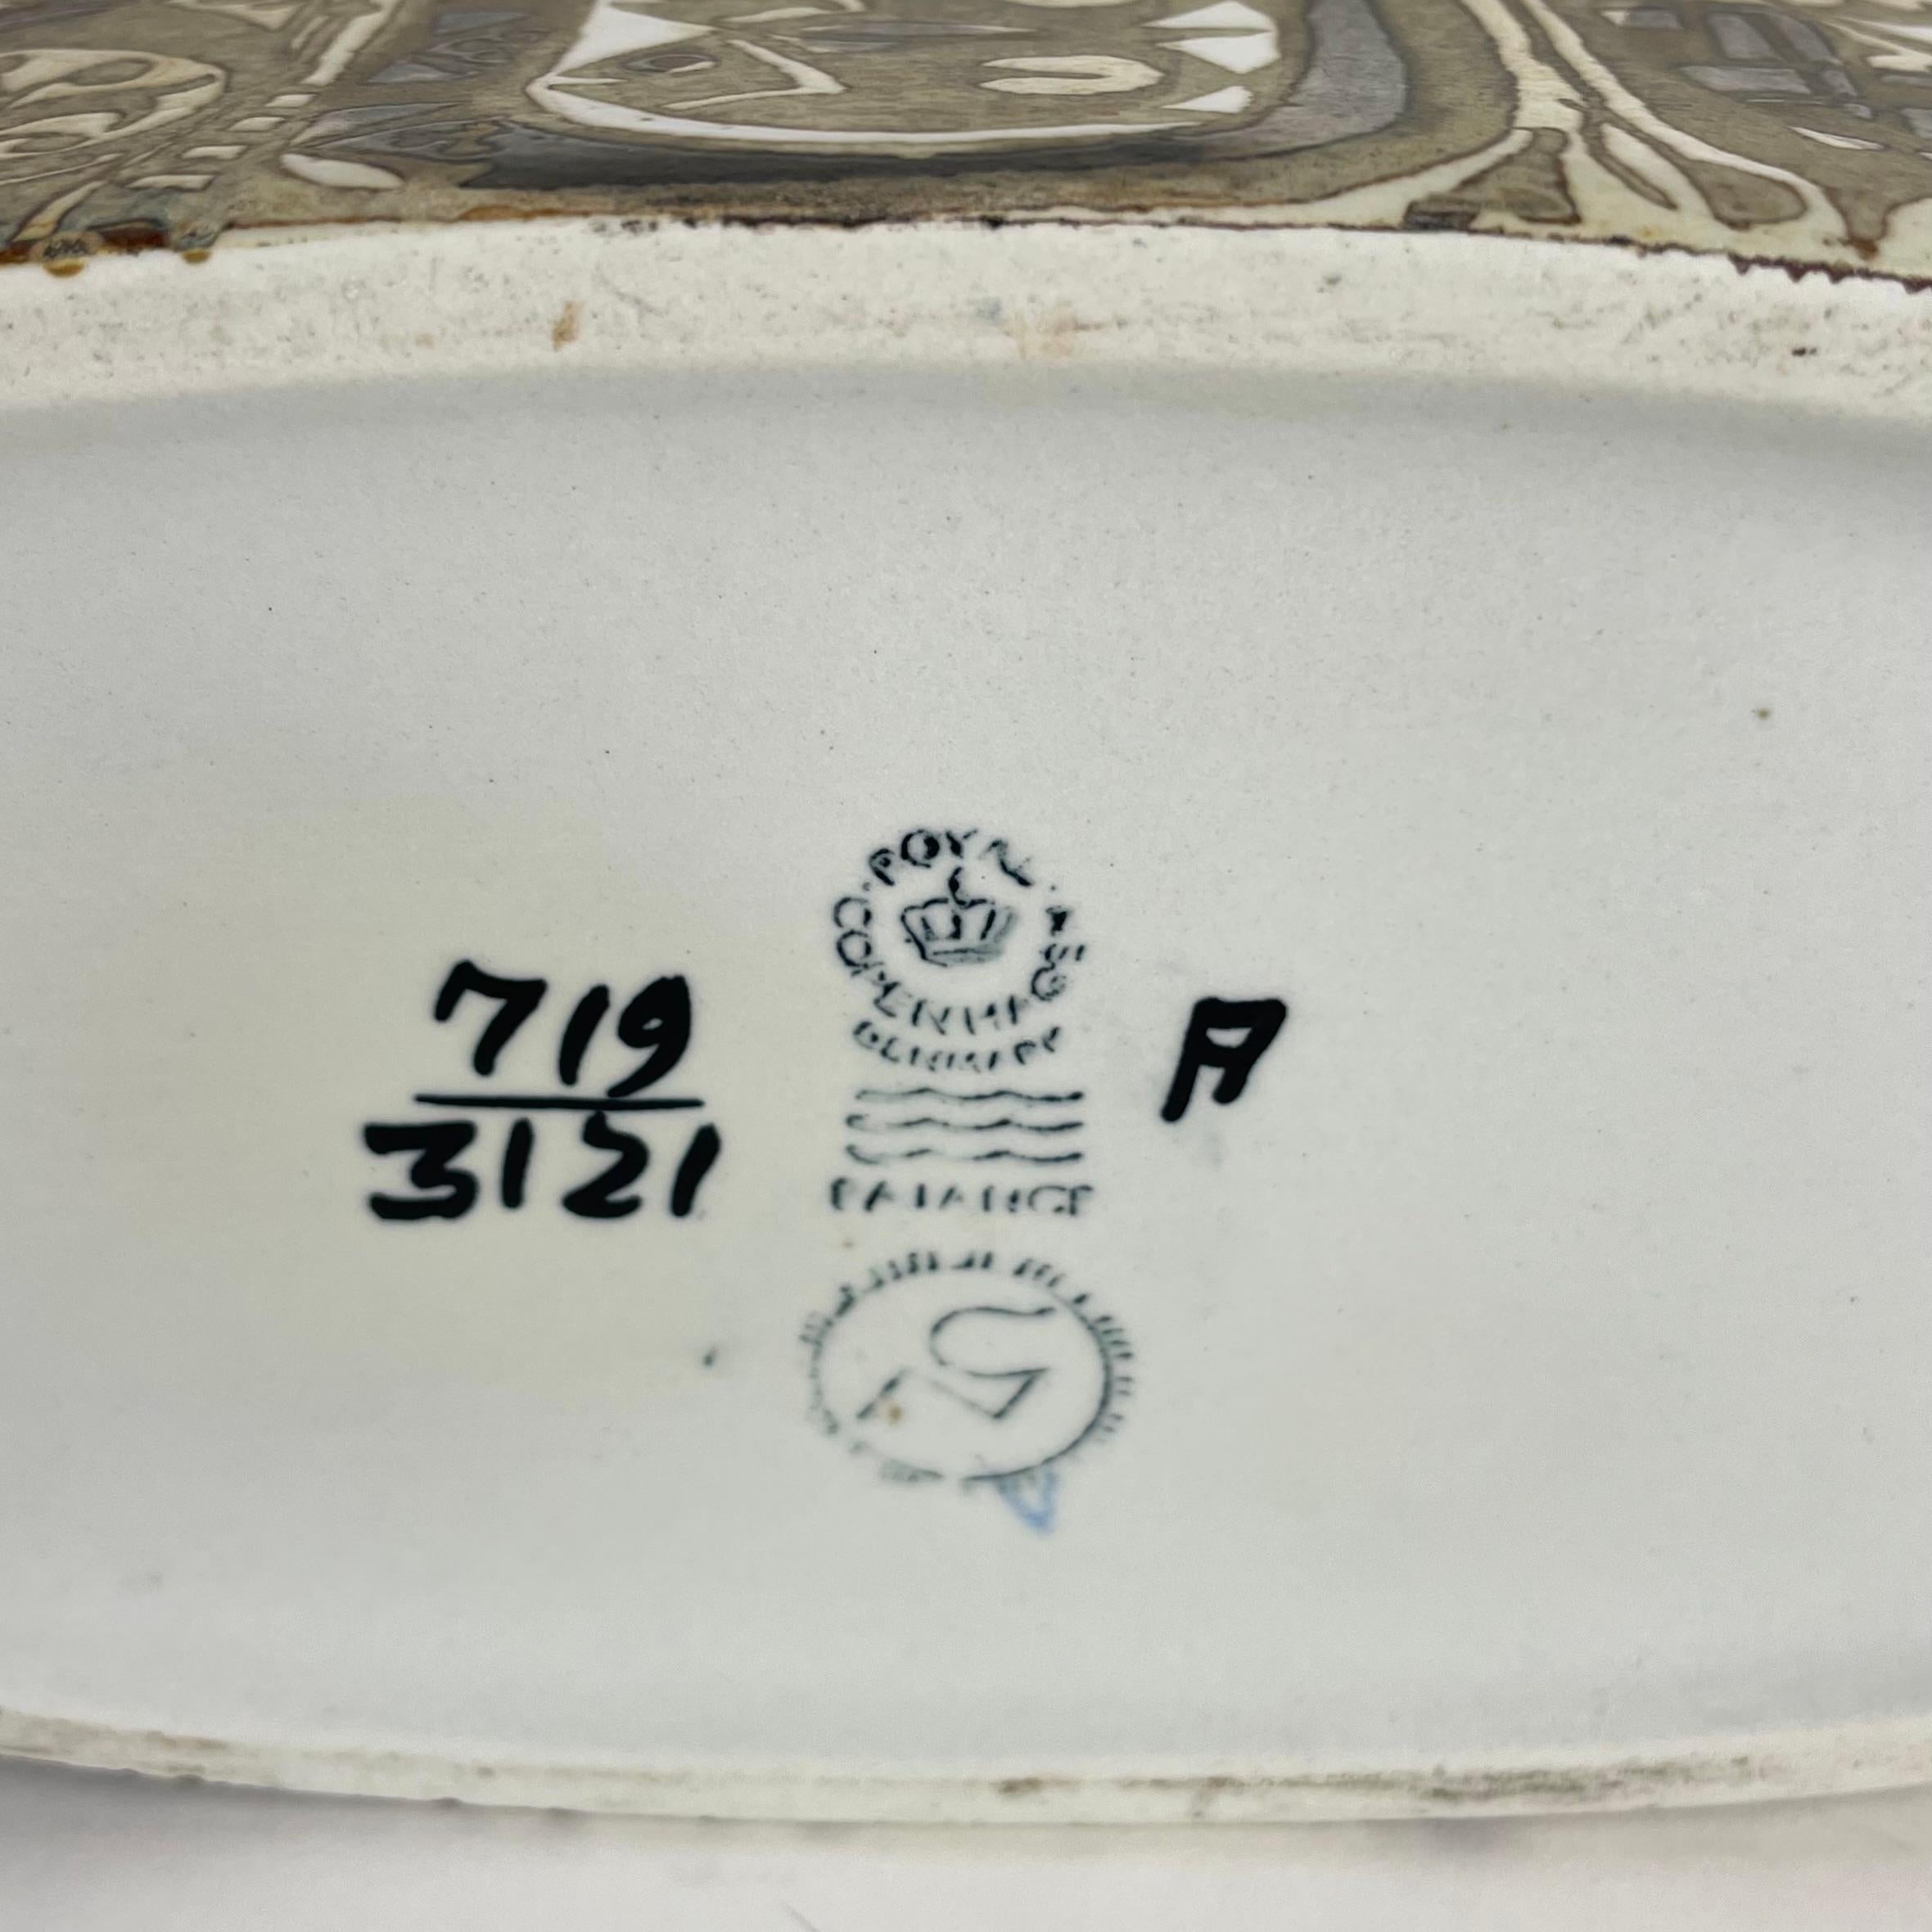 ROYAL
COPENHAGEN
DENMARK
FAJANCE
719
3121
A